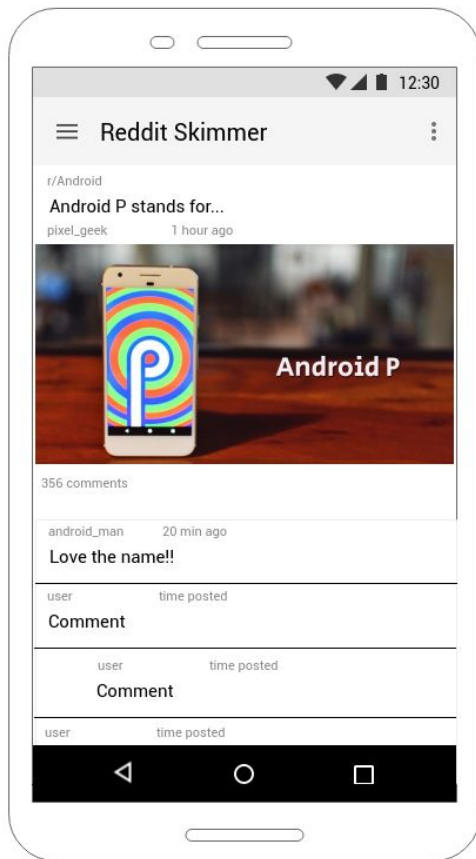 12:30
Reddit Skimmer
r/Android
Android P stands for...
pixel_geek 1 hour ago
Android P
356 comments
android_man 20 min ago
Love the name!!
user time posted
Comment
user time posted
Comment
user time posted